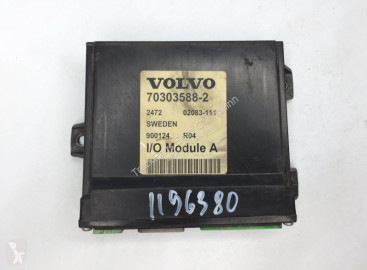 VOLVO
70303588-2
2472 02083-111
SWEDEN
900124 R04
I/O Module A
1196380